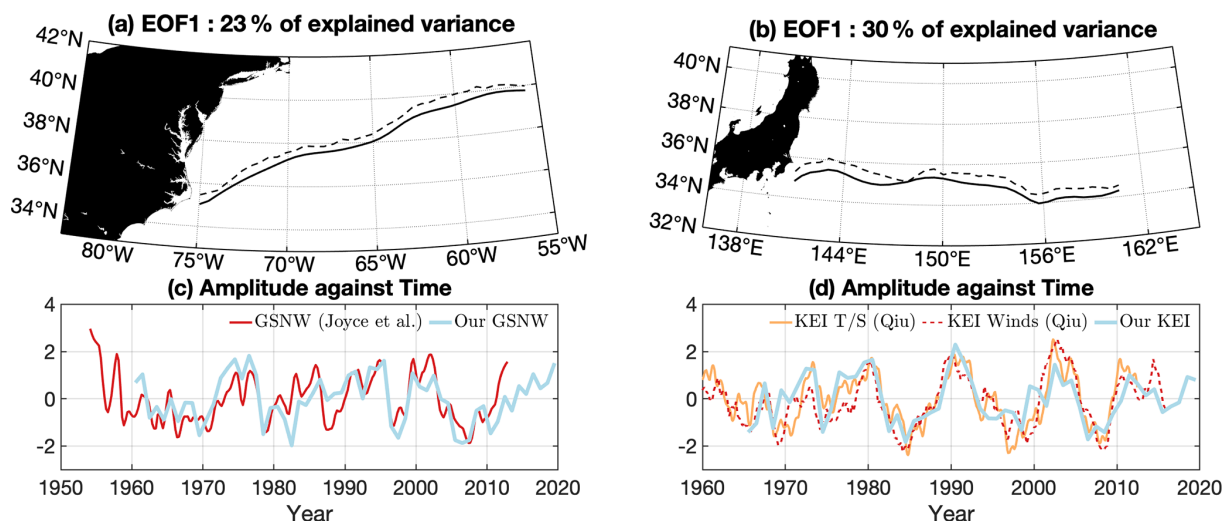 (a) EOF1 : 23 % of explained variance
42°N
40°N
38°N
36°N
34°N
80°W
75°W
70°W
65°W
60°W
55°W
(b) EOF1 : 30 % of explained variance
40°N
38°N
36°N
34°N
32°N
138°E
144°E
150°E
156°E
162°E
(c) Amplitude against Time
GSNW (Joyce et al.)
Our GSNW
4
2
0
-2
1950
1960
1970
1980
1990
2000
2010
2020
Year
(d) Amplitude against Time
KEI T/S (Qiu)
KEI Winds (Qiu)
Our KEI
4
2
0
-2
1960
1970
1980
1990
2000
2010
2020
Year